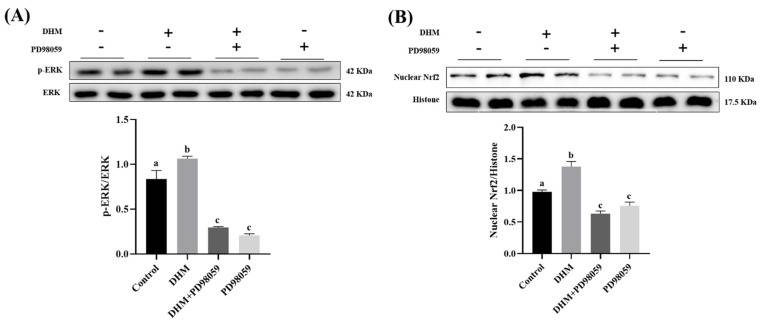 (A)
DHM - + + -
PD98059 - - + +
p-ERK 42 KDa
ERK 42 KDa
p-ERK/ERK
1.5
1.0
0.5
0.0
a
b
c
c
Control
DHM
DHM+PD98059
PD98059
(B)
DHM - + + -
PD98059 - - + +
Nuclear Nrf2 110 KDa
Histone 17.5 KDa
Nuclear Nrf2/Histone
2.0
1.5
1.0
0.5
0.0
a
b
c
c
Control
DHM
DHM+PD98059
PD98059